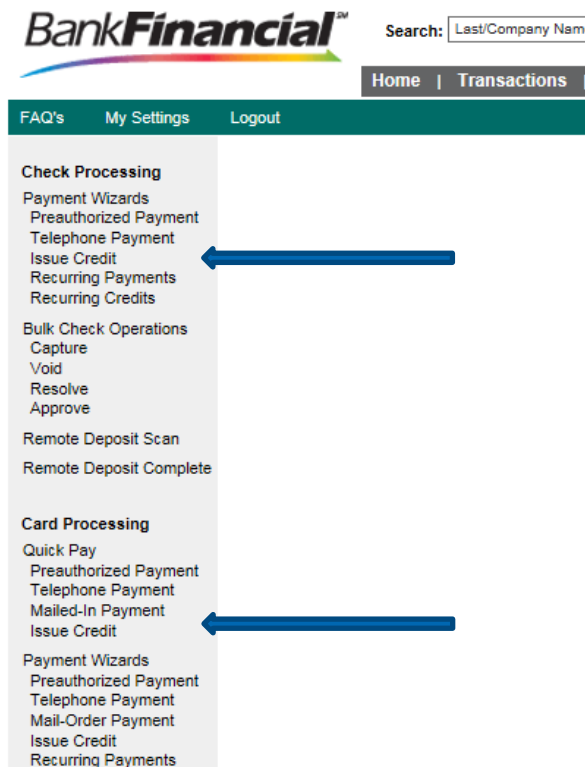 BankFinancial℠
Search: Last/Company Nam
Home | Transactions |
FAQ's My Settings Logout
Check Processing
Payment Wizards
Preauthorized Payment
Telephone Payment
Issue Credit
Recurring Payments
Recurring Credits
Bulk Check Operations
Capture
Void
Resolve
Approve
Remote Deposit Scan
Remote Deposit Complete
Card Processing
Quick Pay
Preauthorized Payment
Telephone Payment
Mailed-In Payment
Issue Credit
Payment Wizards
Preauthorized Payment
Telephone Payment
Mail-Order Payment
Issue Credit
Recurring Payments